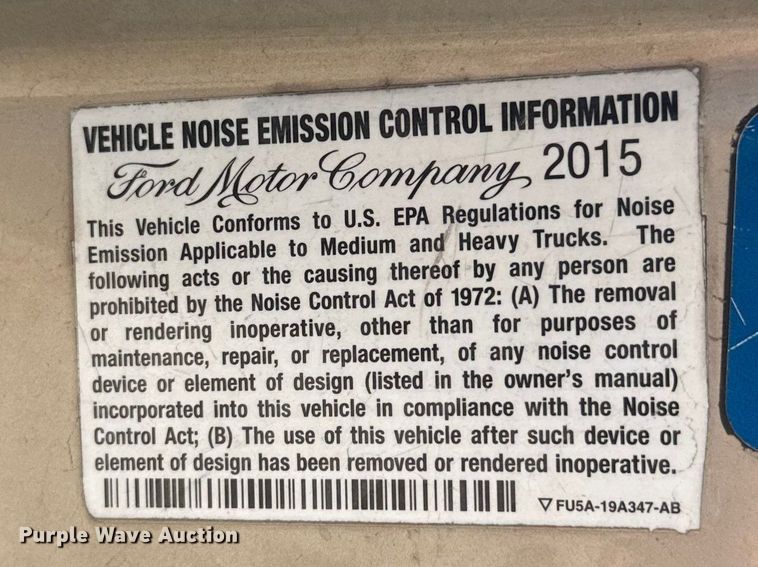 VEHICLE NOISE EMISSION CONTROL INFORMATION
Ford Motor Company 2015
This Vehicle Conforms to U.S. EPA Regulations for Noise
Emission Applicable to Medium and Heavy Trucks. The
following acts or the causing thereof by any person are
prohibited by the Noise Control Act of 1972: (A) The removal
or rendering inoperative, other than for purposes of
maintenance, repair, or replacement, of any noise control
device or element of design (listed in the owner's manual)
incorporated into this vehicle in compliance with the Noise
Control Act; (B) The use of this vehicle after such device or
element of design has been removed or rendered inoperative.
▽ FU5A-19A347-AB
Purple Wave Auction